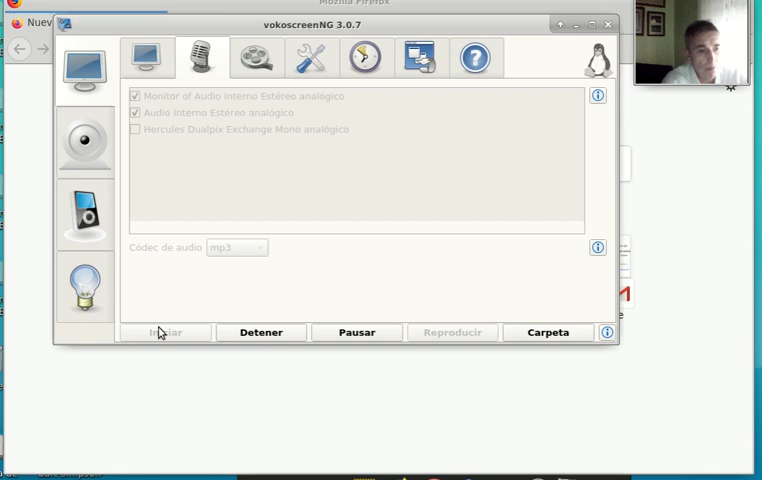 Mozilla Firefox
vokoscreenNG 3.0.7
Nuev
Monitor of Audio Interno Estéreo analógico
Audio Interno Estéreo analógico
Hercules Dualpix Exchange Mono analógico
Códec de audio mp3
Iniciar Detener Pausar Reproducir Carpeta